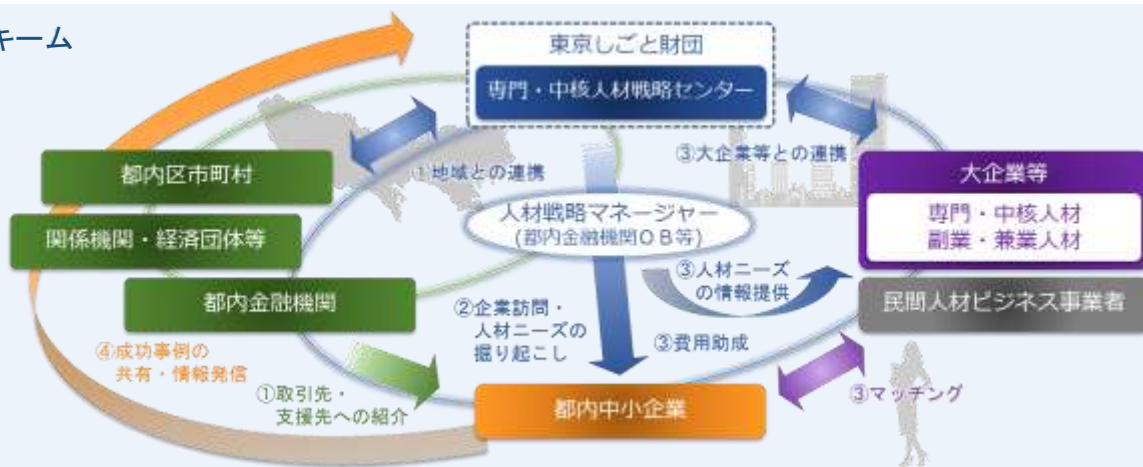 キーム
東京しごと財団
専門・中核人材戦略センター
都内区市町村
①地域との連携
③大企業等との連携
大企業等
専門・中核人材
副業・兼業人材
関係機関・経済団体等
人材戦略マネージャー
(都内金融機関OB等)
都内金融機関
③人材ニーズ
の情報提供
民間人材ビジネス事業者
②企業訪問・
人材ニーズの
掘り起こし
③費用助成
④成功事例の
共有・情報発信
①取引先・
支援先への紹介
都内中小企業
③マッチング